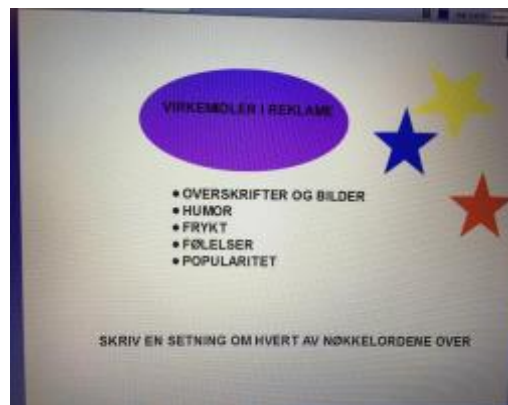 VIRKEMIDLER I REKLAME
• OVERSKRIFTER OG BILDER
• HUMOR
• FRYKT
• FØLELSER
• POPULARITET
SKRIV EN SETNING OM HVERT AV NØKKELORDENE OVER